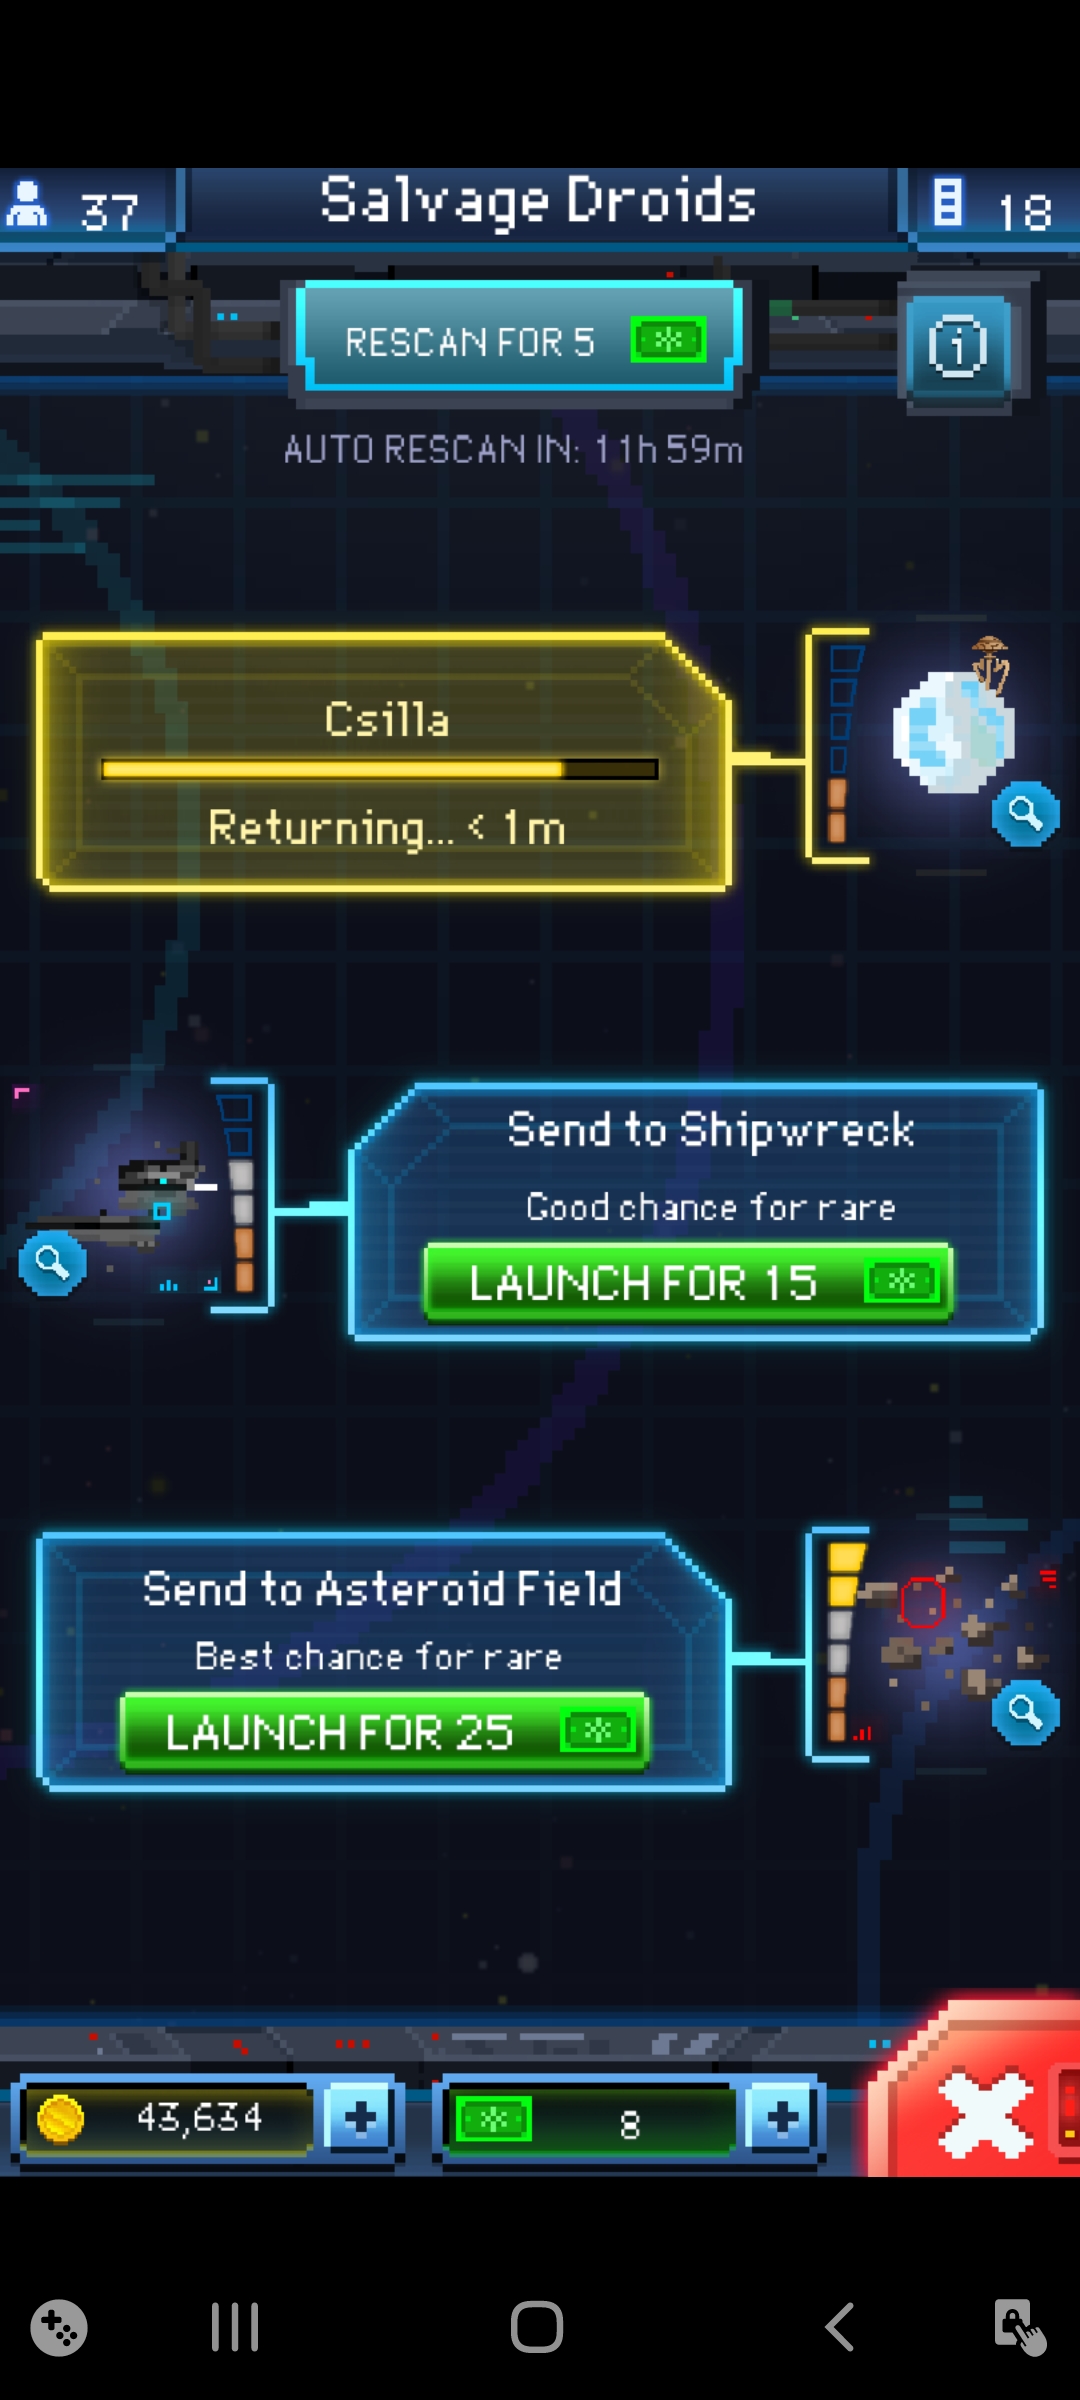 37
Salvage Droids
18
RESCAN FOR 5
AUTO RESCAN IN: 11h 59m
Csilla
Returning... < 1m
Send to Shipwreck
Good chance for rare
LAUNCH FOR 15
Send to Asteroid Field
Best chance for rare
LAUNCH FOR 25
43,634
8